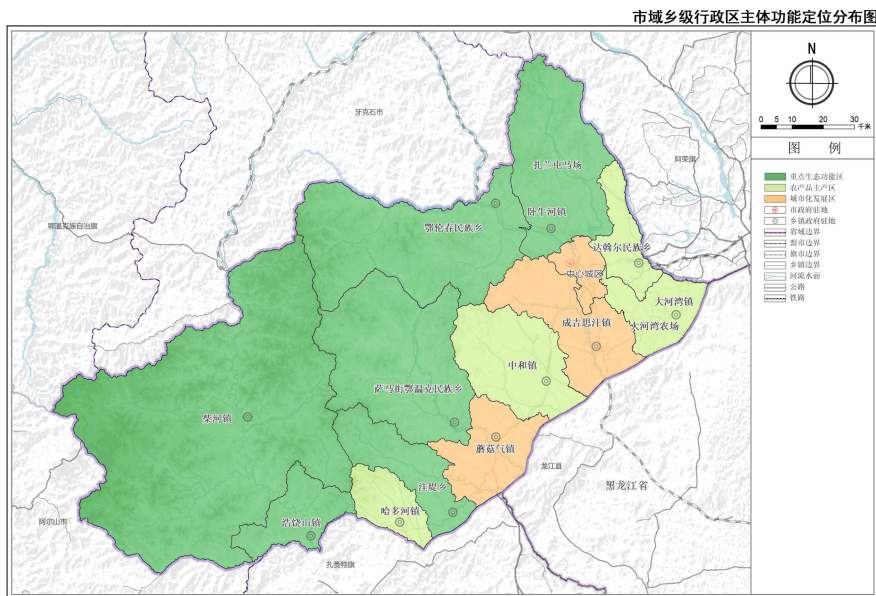 市域乡级行政区主体功能定位分布图
N
0 5 10 20 30
千米
图 例
重点生态功能区
农产品主产区
城市化发展区
市政府驻地
乡镇政府驻地
省域边界
盟市边界
旗市边界
乡镇边界
河流水面
公路
铁路
牙克石市
阿荣旗
扎兰屯马场
卧牛河镇
鄂伦春民族乡
鄂温克族自治旗
达斡尔民族乡
中心城区
大河湾镇
成吉思汗镇
大河湾农场
中和镇
萨马街鄂温克民族乡
柴河镇
蘑菇气镇
龙江县
黑龙江省
洼堤乡
哈多河镇
浩饶山镇
阿尔山市
扎赉特旗